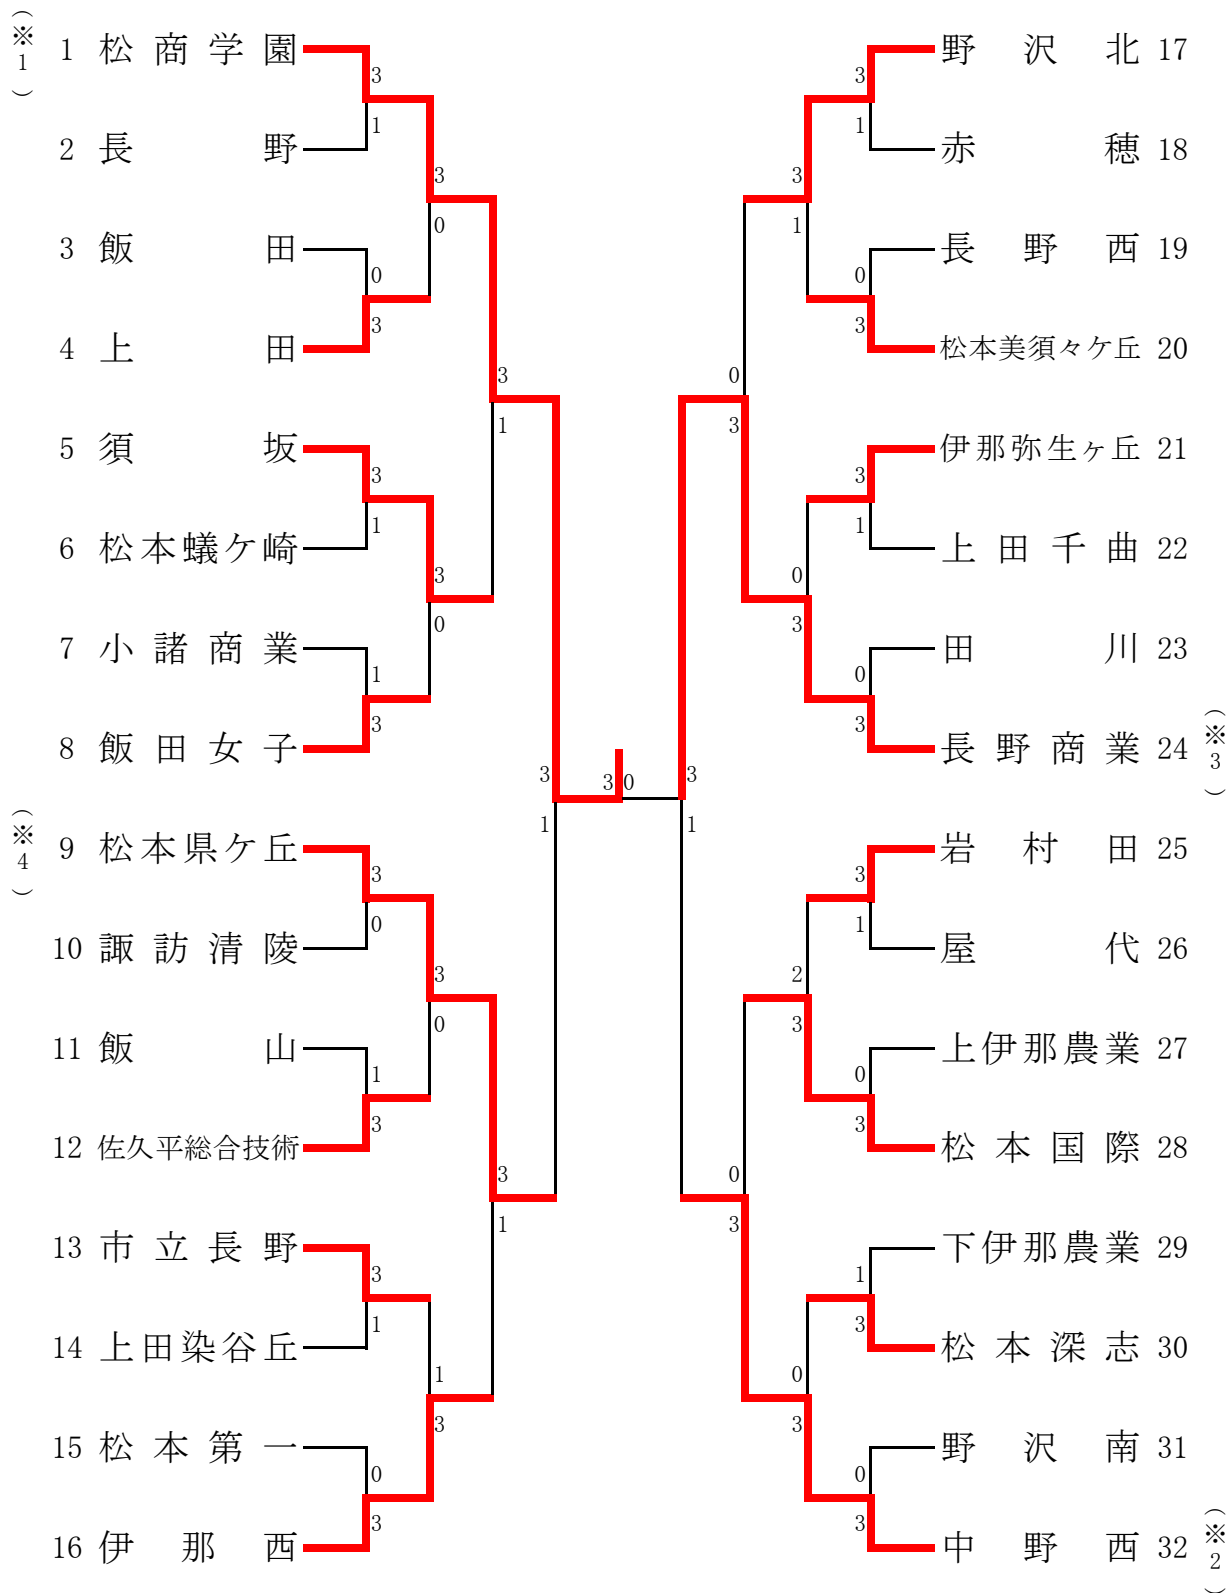 (※1)
1 松商学園
3
1
2 長野
3
0
3 飯田
0
3
4 上田
3
1
5 須坂
3
1
6 松本蟻ケ崎
3
0
7 小諸商業
1
3
8 飯田女子
3
1
(※4)
9 松本県ケ丘
3
0
10 諏訪清陵
3
0
11 飯山
1
3
12 佐久平総合技術
3
1
13 市立長野
3
1
14 上田染谷丘
1
3
15 松本第一
0
3
16 伊那西
3 0
野沢北 17
3
1
赤穂 18
3
1
長野西 19
0
3
松本美須々ケ丘 20
0
3
伊那弥生ヶ丘 21
3
1
上田千曲 22
0
3
田川 23
0
3
長野商業 24
(※3)
3
1
岩村田 25
3
1
屋代 26
2
3
上伊那農業 27
0
3
松本国際 28
0
3
下伊那農業 29
1
3
松本深志 30
0
3
野沢南 31
0
3
中野西 32
(※2)